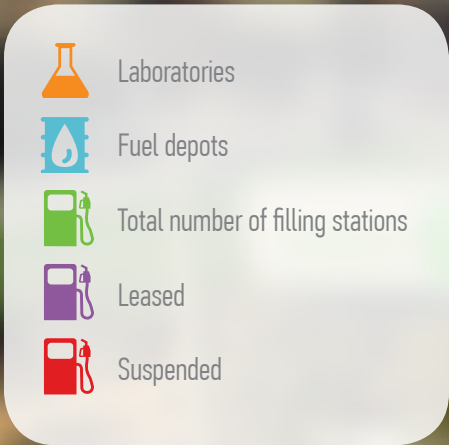 Laboratories
Fuel depots
Total number of filling stations
Leased
Suspended